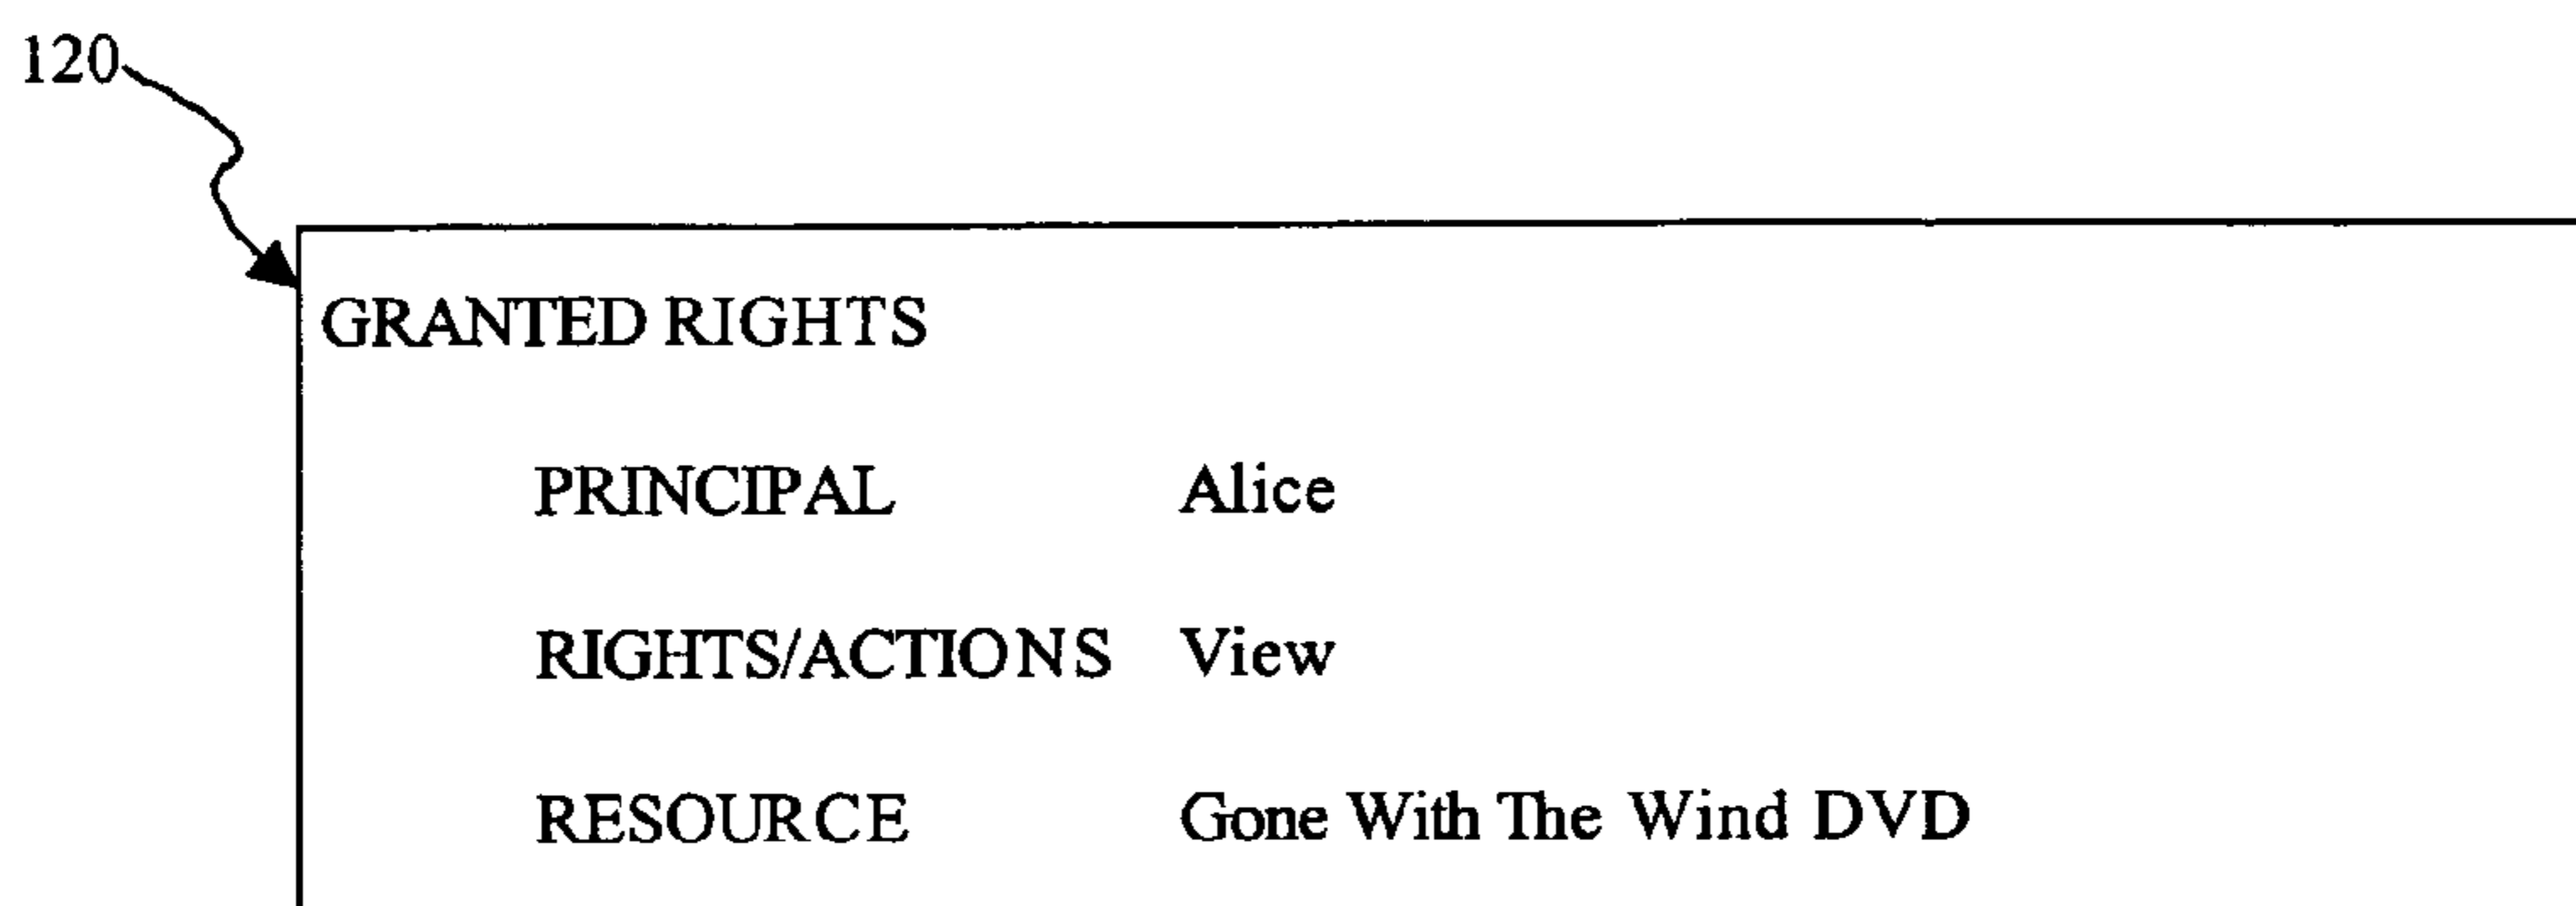 120
GRANTED RIGHTS
PRINCIPAL Alice
RIGHTS/ACTIONS View
RESOURCE Gone With The Wind DVD